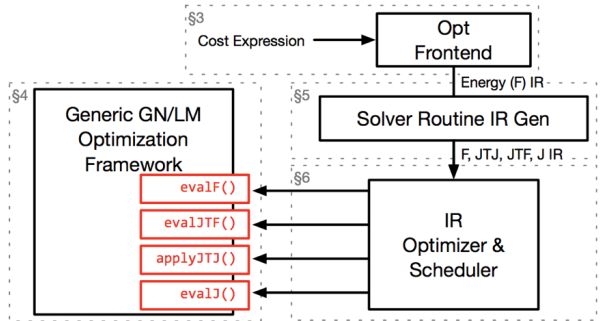 §3
Cost Expression
Opt
Frontend
Energy (F) IR
§4
Generic GN/LM
Optimization
Framework
evalF()
evalJTF()
applyJTJ()
evalJ()
§5
Solver Routine IR Gen
F, JTJ, JTF, J IR
§6
IR
Optimizer &
Scheduler